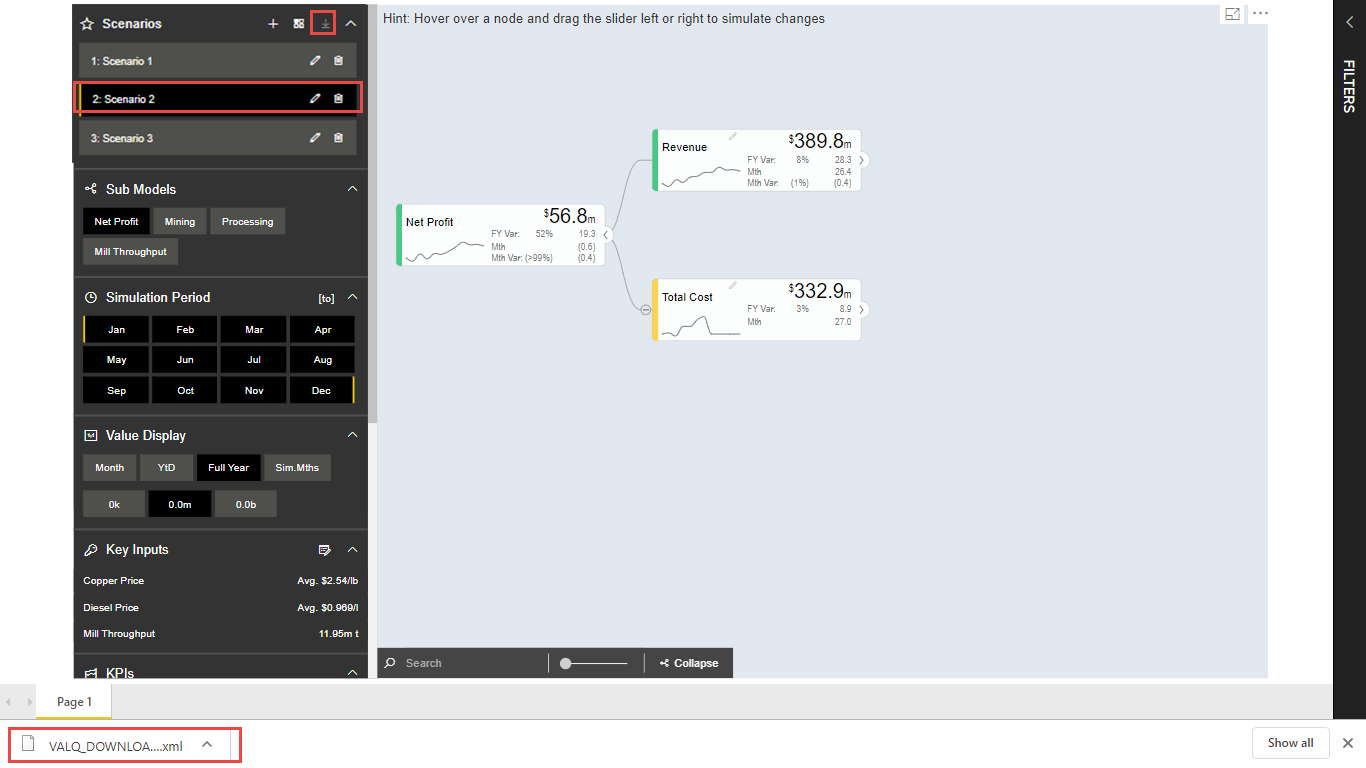 Scenarios
1: Scenario 1
2: Scenario 2
3: Scenario 3
Sub Models
Net Profit Mining Processing
Mill Throughput
Simulation Period [to]
Jan Feb Mar Apr
May Jun Jul Aug
Sep Oct Nov Dec
Value Display
Month YtD Full Year Sim.Mths
0k 0.0m 0.0b
Key Inputs
Copper Price Avg. $2.54/lb
Diesel Price Avg. $0.969/l
Mill Throughput 11.95m t
KPIs
Hint: Hover over a node and drag the slider left or right to simulate changes
Net Profit $56.8m
FY Var: 52% 19.3
Mth (0.6)
Mth Var: (>99%) (0.4)
Revenue $389.8m
FY Var: 8% 28.3
Mth 26.4
Mth Var: (1%) (0.4)
Total Cost $332.9m
FY Var: 3% 8.9
Mth 27.0
Search Collapse
FILTERS
Page 1
VALQ_DOWNLOA....xml
Show all